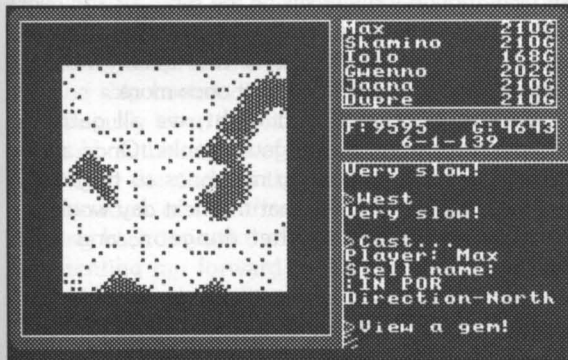 Max 210G
Shamino 210G
Iolo 168G
Gwenno 202G
Jaana 210G
Dupre 210G
F:9595 G:4643
6-1-139
Very slow!
>West
Very slow!
>Cast...
Player: Max
Spell name:
:IN POR
Direction-North
>View a gem!